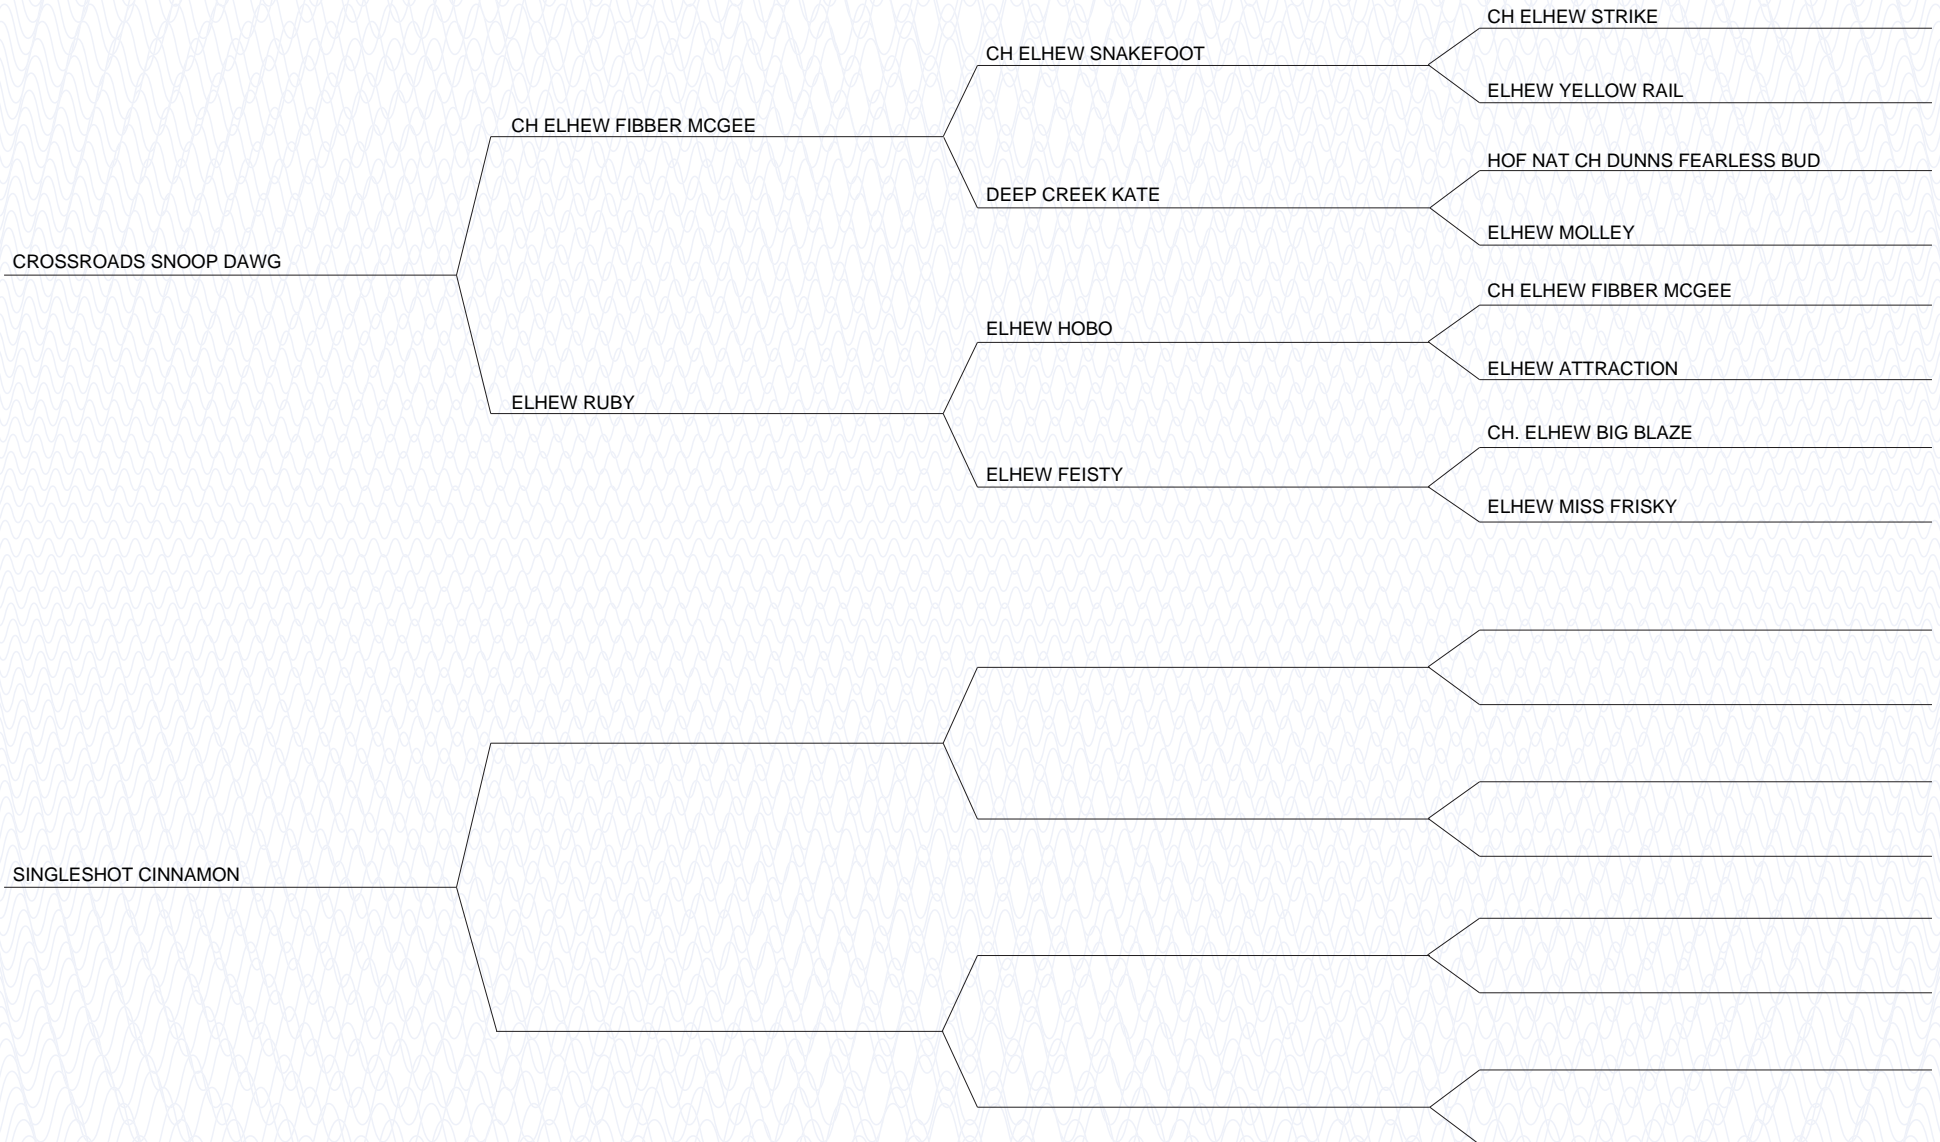 CH ELHEW STRIKE
CH ELHEW SNAKEFOOT
ELHEW YELLOW RAIL
CH ELHEW FIBBER MCGEE
HOF NAT CH DUNNS FEARLESS BUD
DEEP CREEK KATE
ELHEW MOLLEY
CROSSROADS SNOOP DAWG
CH ELHEW FIBBER MCGEE
ELHEW HOBO
ELHEW ATTRACTION
ELHEW RUBY
CH. ELHEW BIG BLAZE
ELHEW FEISTY
ELHEW MISS FRISKY
SINGLESHOT CINNAMON